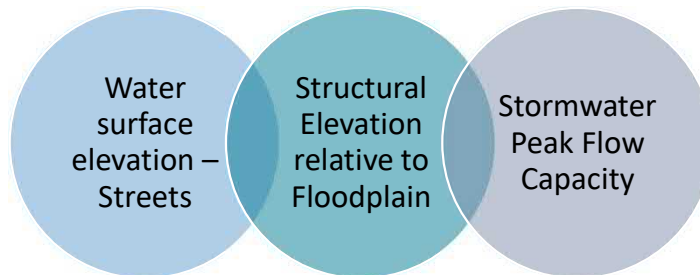 Water
surface
elevation –
Streets
Structural
Elevation
relative to
Floodplain
Stormwater
Peak Flow
Capacity